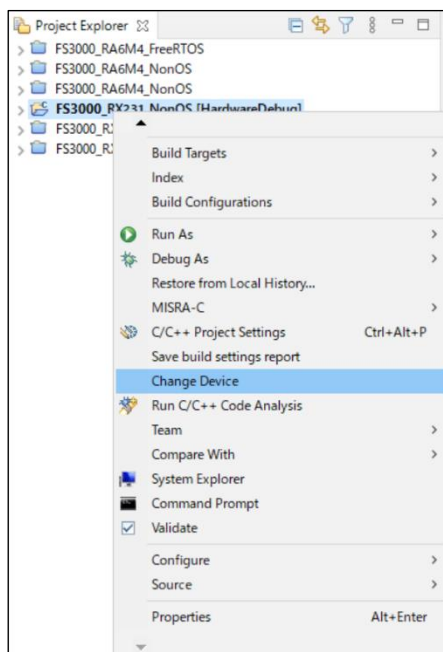 Project Explorer
FS3000_RA6M4_FreeRTOS
FS3000_RA6M4_NonOS
FS3000_RA6M4_NonOS
FS3000_RX231_NonOS [HardwareDebug]
FS3000_R
FS3000_R
Build Targets
Index
Build Configurations
Run As
Debug As
Restore from Local History...
MISRA-C
C/C++ Project Settings Ctrl+Alt+P
Save build settings report
Change Device
Run C/C++ Code Analysis
Team
Compare With
System Explorer
Command Prompt
Validate
Configure
Source
Properties Alt+Enter